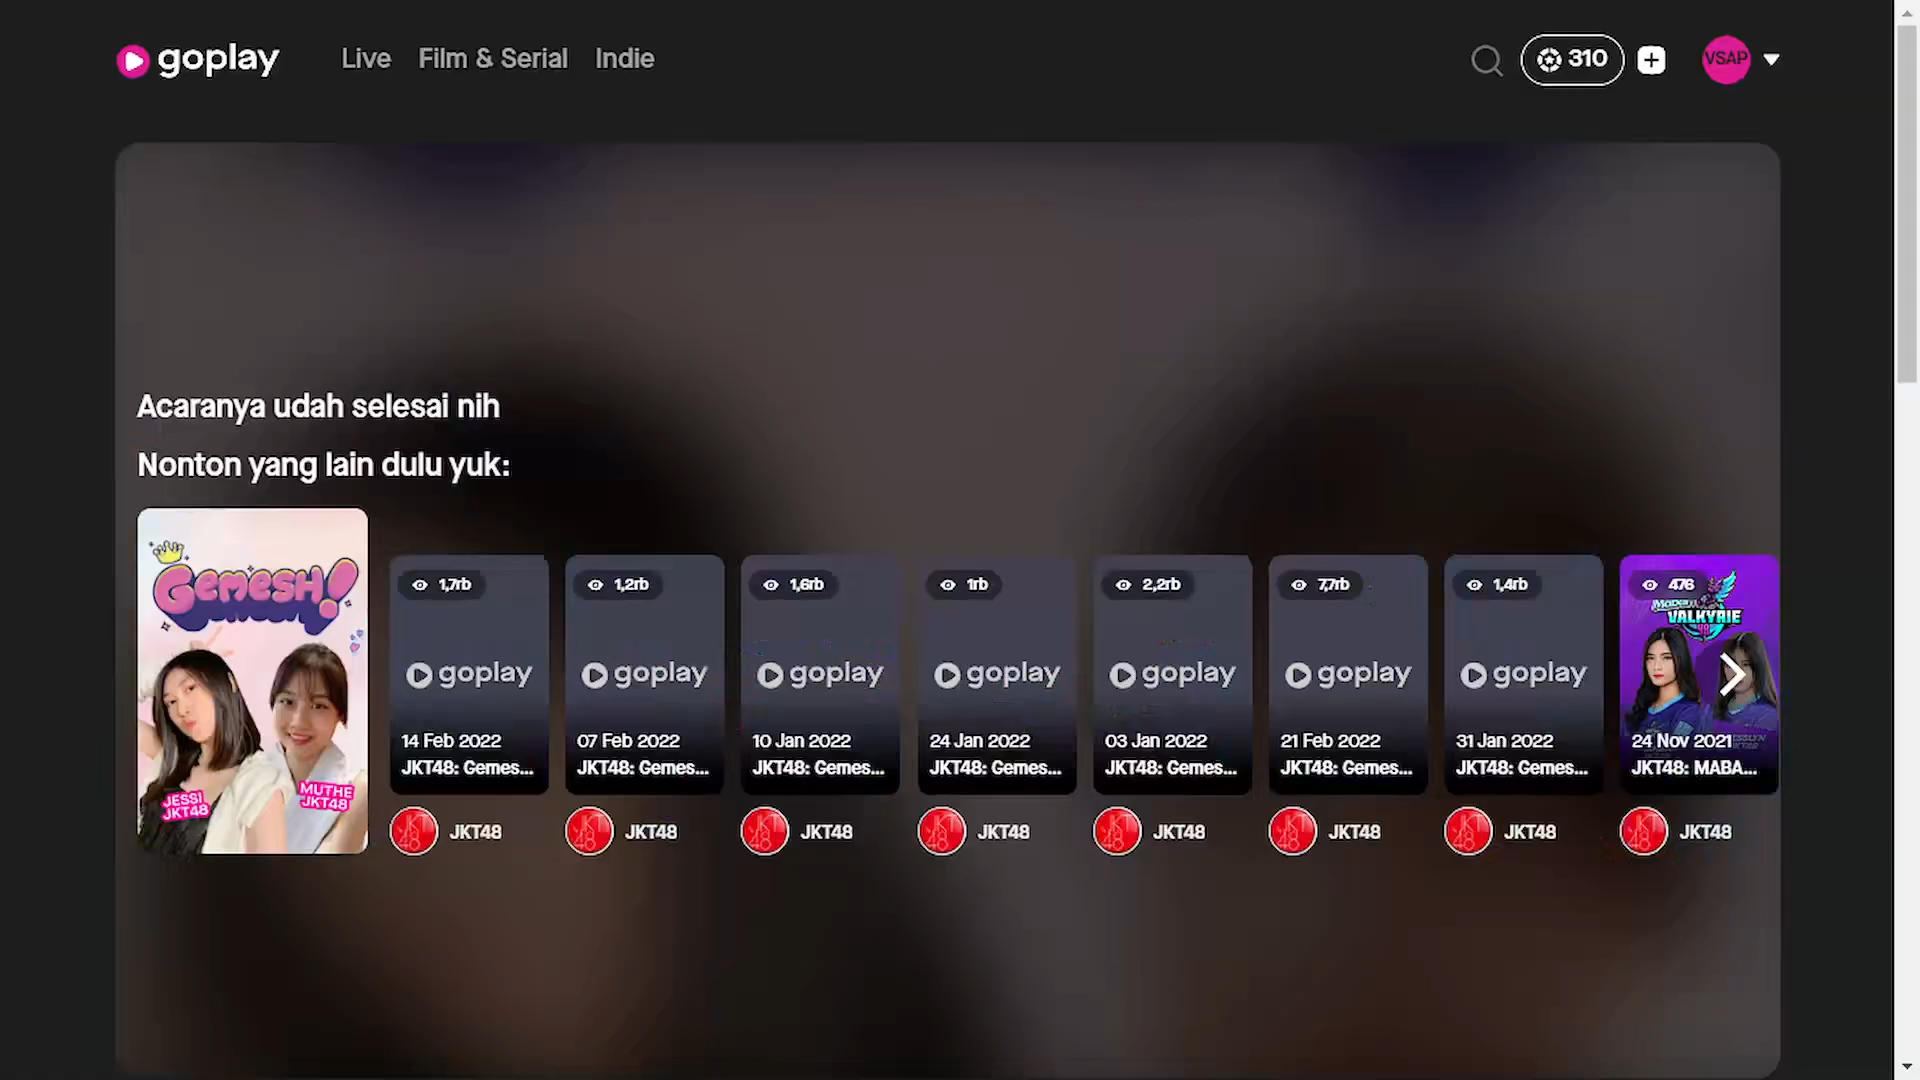 goplay
Live
Film & Serial
Indie
310
VSAP
Acaranya udah selesai nih
Nonton yang lain dulu yuk:
GEMESH!
JESSI
JKT48
MUTHE
JKT48
1,7rb
goplay
14 Feb 2022
JKT48: Gemes...
JKT48
1,2rb
goplay
07 Feb 2022
JKT48: Gemes...
JKT48
1,6rb
goplay
10 Jan 2022
JKT48: Gemes...
JKT48
1rb
goplay
24 Jan 2022
JKT48: Gemes...
JKT48
2,2rb
goplay
03 Jan 2022
JKT48: Gemes...
JKT48
7,7rb
goplay
21 Feb 2022
JKT48: Gemes...
JKT48
1,4rb
goplay
31 Jan 2022
JKT48: Gemes...
JKT48
476
VALKYRIE
24 Nov 2021
JKT48: MABA...
JKT48